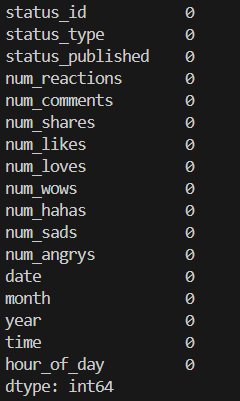 status_id 0
status_type 0
status_published 0
num_reactions 0
num_comments 0
num_shares 0
num_likes 0
num_loves 0
num_wows 0
num_hahas 0
num_sads 0
num_angrys 0
date 0
month 0
year 0
time 0
hour_of_day 0
dtype: int64